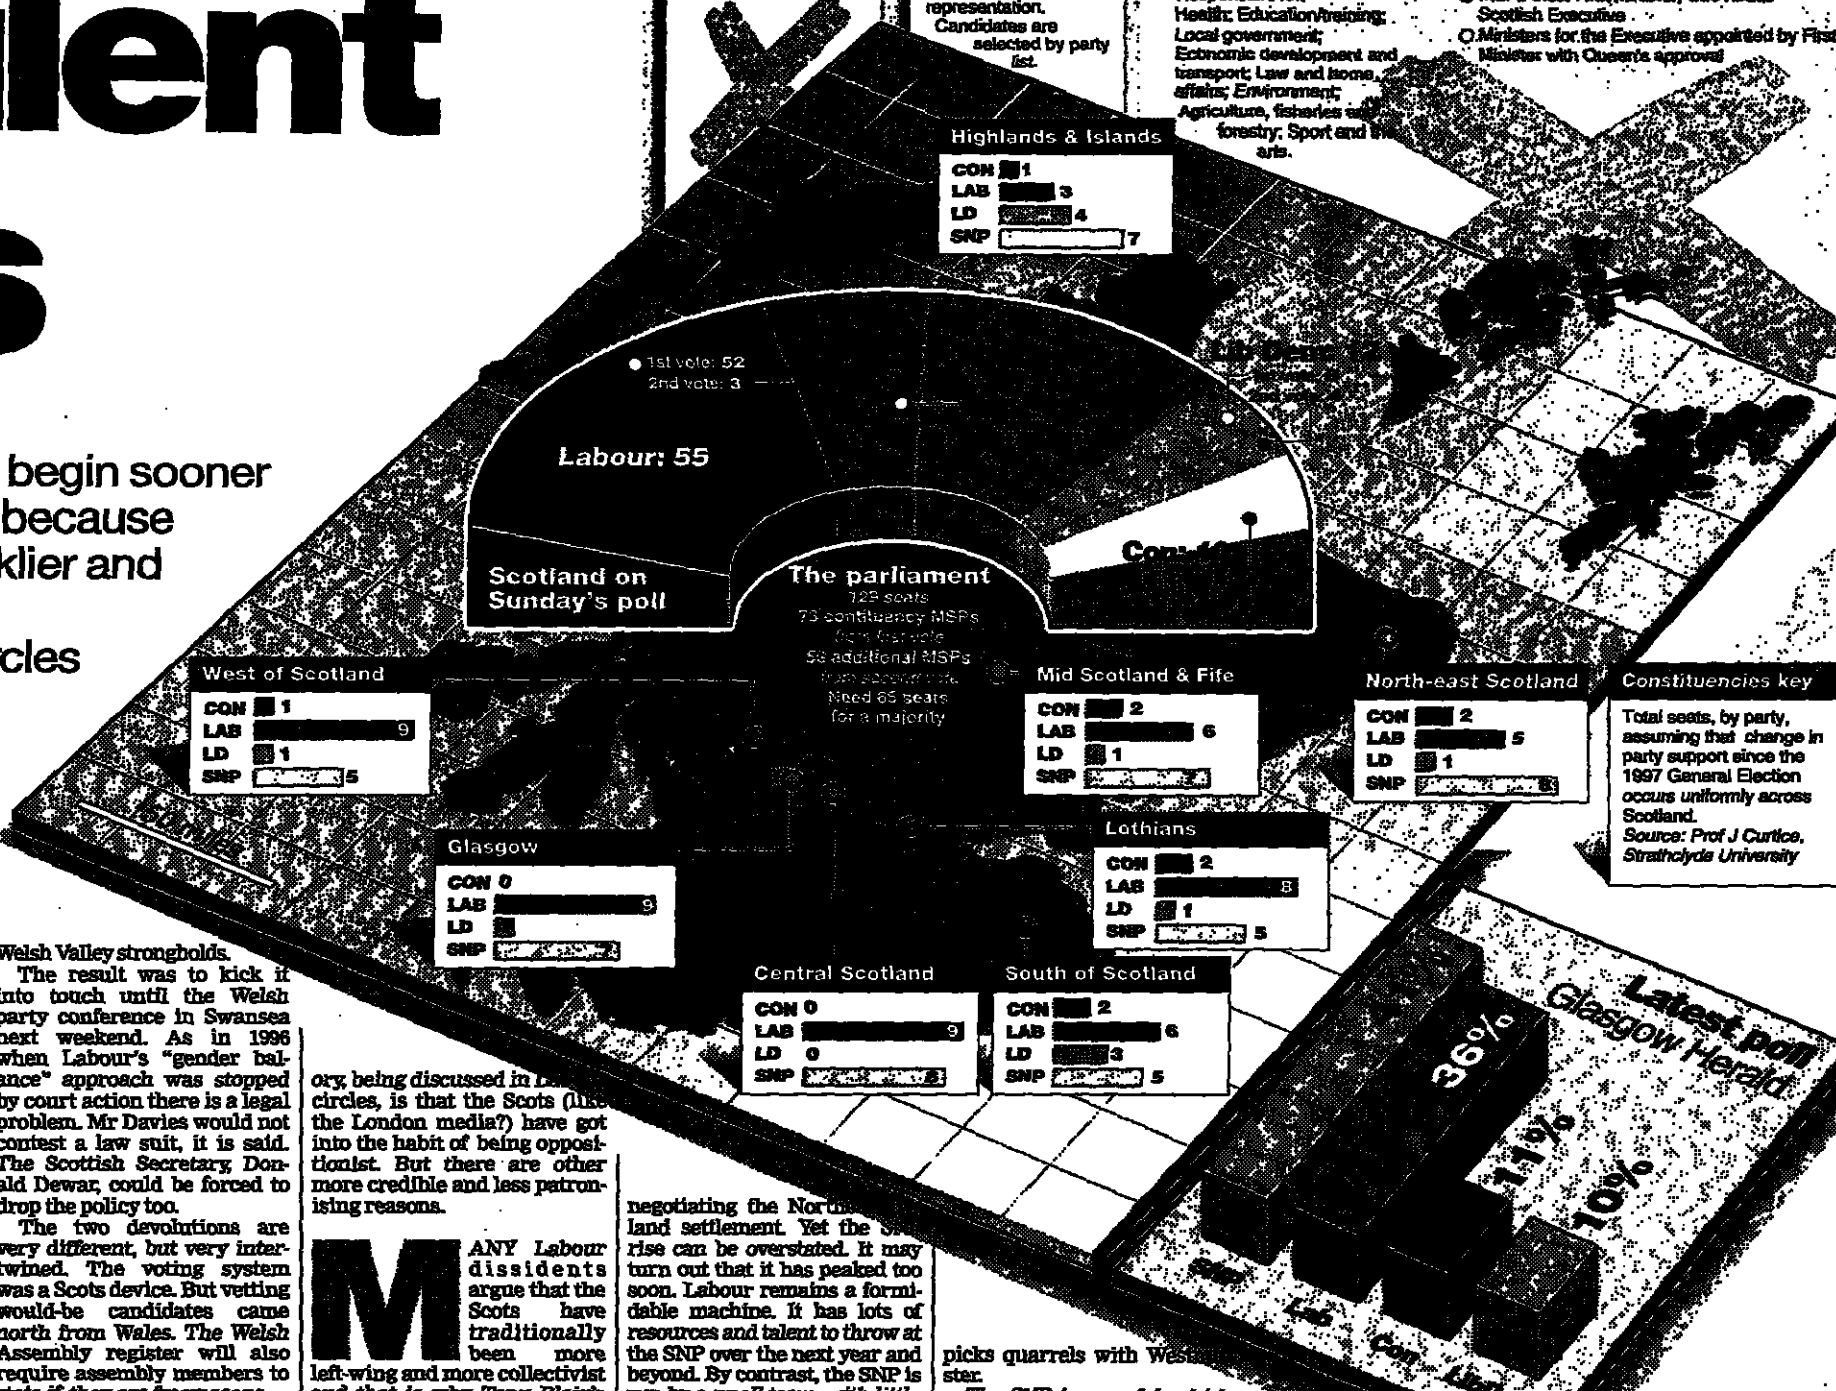 lent
s
begin sooner
because
klier and
cles
representation.
Candidates are
selected by party
list.
Health; Education/training;
Local government;
Economic development and
transport; Law and home
affairs; Environment;
Agriculture, fisheries and
forestry; Sport and the
arts.
Scottish Executive
Ministers for the Executive appointed by First
Minister with Queen's approval
Highlands & Islands
CON 1
LAB 3
LD 4
SNP 7
1st vote: 52
2nd vote: 3
Labour: 55
Scotland on
Sunday's poll
The parliament
129 seats
73 contituency MSPs
from first vote
56 additional MSPs
from second vote
Need 65 seats
for a majority
West of Scotland
CON 1
LAB 9
LD 1
SNP 5
Mid Scotland & Fife
CON 2
LAB 6
LD 1
SNP 7
North-east Scotland
CON 2
LAB 5
LD 1
SNP 8
Constituencies key
Total seats, by party,
assuming that change in
party support since the
1997 General Election
occurs uniformly across
Scotland.
Source: Prof J Curtice,
Strathclyde University
Glasgow
CON 0
LAB 9
LD
SNP 7
Lothians
CON 2
LAB 8
LD 1
SNP 5
Central Scotland
CON 0
LAB 9
LD 0
SNP 8
South of Scotland
CON 2
LAB 6
LD 3
SNP 5
Latest poll
Glasgow Herald
36%
11%
10%
SNP
Lab
Con
Welsh Valley strongholds.
The result was to kick it
into touch until the Welsh
party conference in Swansea
next weekend. As in 1996
when Labour's "gender bal-
ance" approach was stopped
by court action there is a legal
problem. Mr Davies would not
contest a law suit, it is said.
The Scottish Secretary, Don-
ald Dewar, could be forced to
drop the policy too.
The two devolutions are
very different, but very inter-
twined. The voting system
was a Scots device. But vetting
would-be candidates came
north from Wales. The Welsh
Assembly register will also
require assembly members to
ory, being discussed in
circles, is that the Scots (like
the London media?) have got
into the habit of being opposi-
tionist. But there are other
more credible and less patron-
ising reasons.
MANY Labour
dissidents
argue that the
Scots have
traditionally
been more
left-wing and more collectivist
negotiating the
land settlement. Yet the
rise can be overstated. It may
turn out that it has peaked too
soon. Labour remains a formi-
dable machine. It has lots of
resources and talent to throw at
the SNP over the next year and
beyond. By contrast, the SNP is
picks quarrels with
ster.